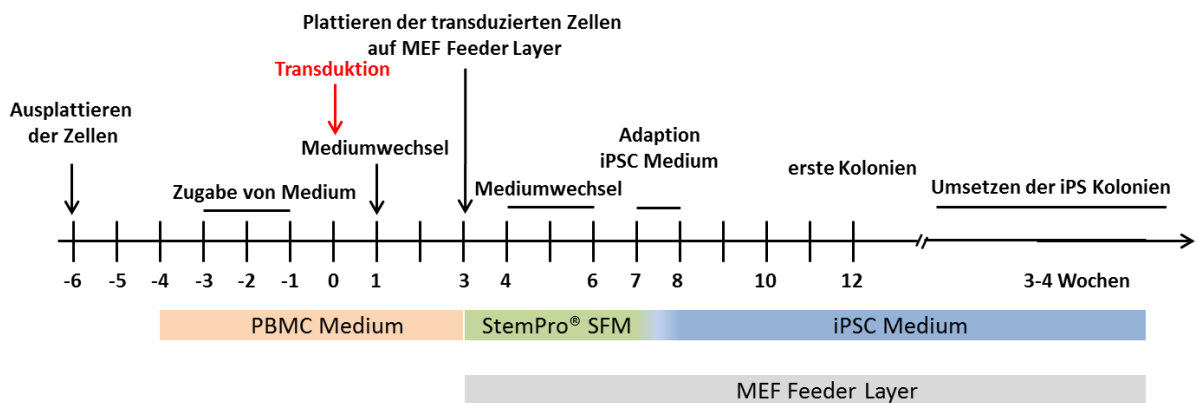 Plattieren der transduzierten Zellen
auf MEF Feeder Layer
Transduktion
Ausplattieren
der Zellen
Mediumwechsel
Adaption
iPSC Medium
erste Kolonien
Zugabe von Medium
Mediumwechsel
Umsetzen der iPS Kolonien
-6 -5 -4 -3 -2 -1 0 1 3 4 6 7 8 10 12 3-4 Wochen
PBMC Medium StemPro® SFM iPSC Medium
MEF Feeder Layer